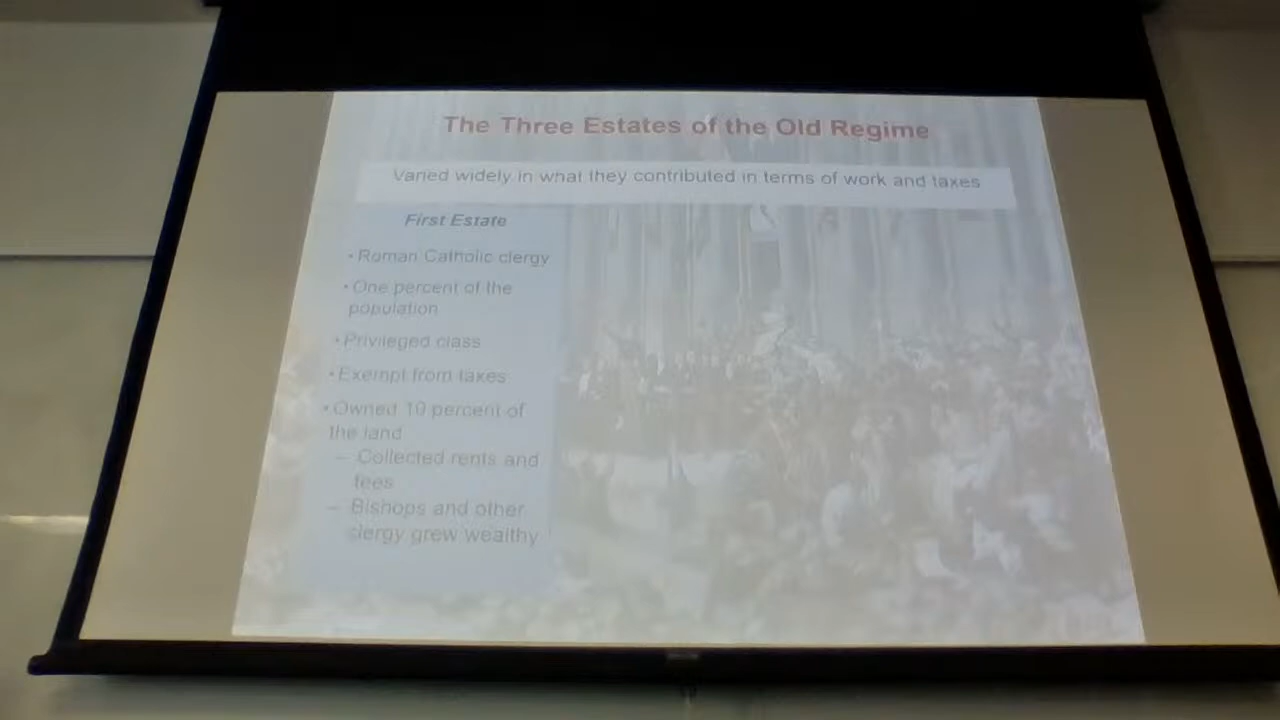 The Three Estates of the Old Regime
Varied widely in what they contributed in terms of work and taxes
First Estate
• Roman Catholic clergy
• One percent of the
population
• Privileged class
• Exempt from taxes
• Owned 10 percent of
the land
– Collected rents and
fees
– Bishops and other
clergy grew wealthy